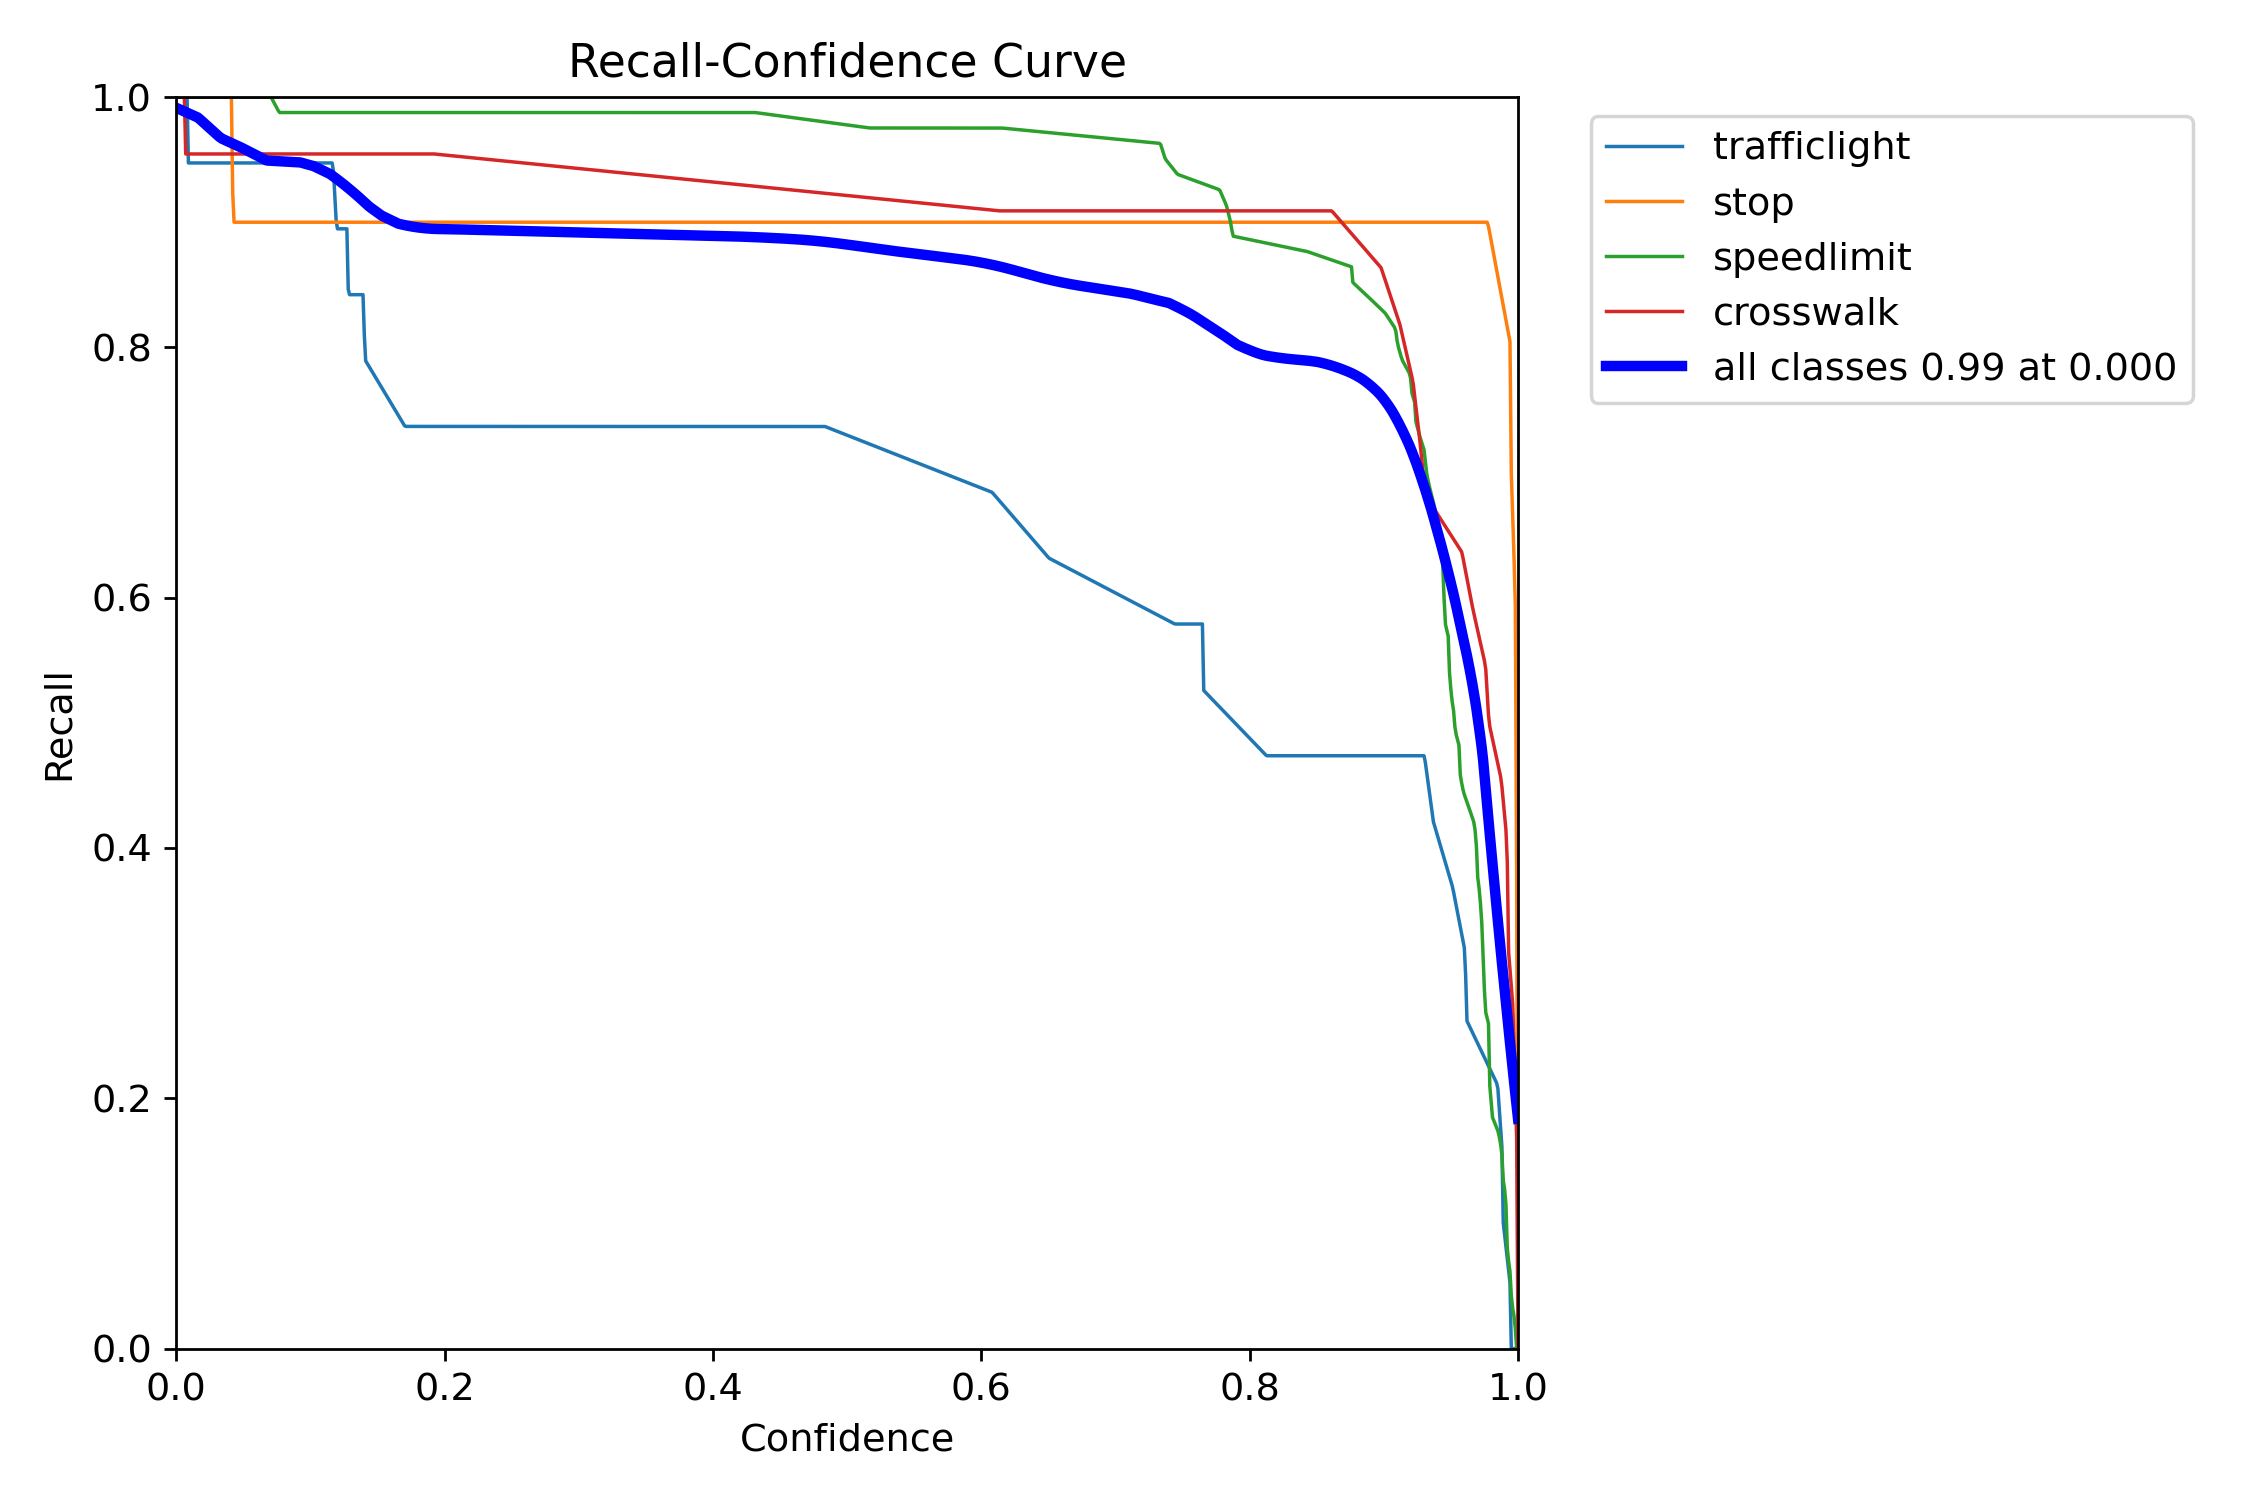 Recall-Confidence Curve
1.0
0.8
0.6
0.4
0.2
0.0
Recall
0.0 0.2 0.4 0.6 0.8 1.0
Confidence
trafficlight
stop
speedlimit
crosswalk
all classes 0.99 at 0.000